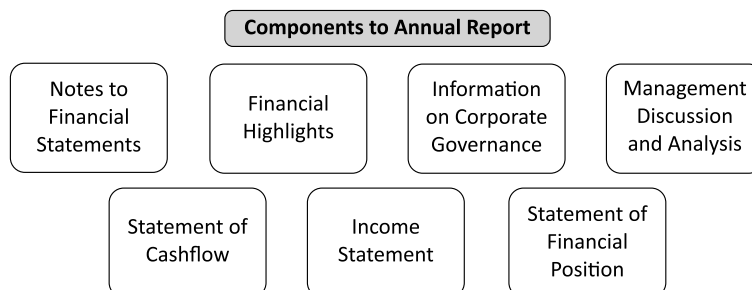 Components to Annual Report
Notes to
Financial
Statements
Financial
Highlights
Information
on Corporate
Governance
Management
Discussion
and Analysis
Statement of
Cashflow
Income
Statement
Statement of
Financial
Position